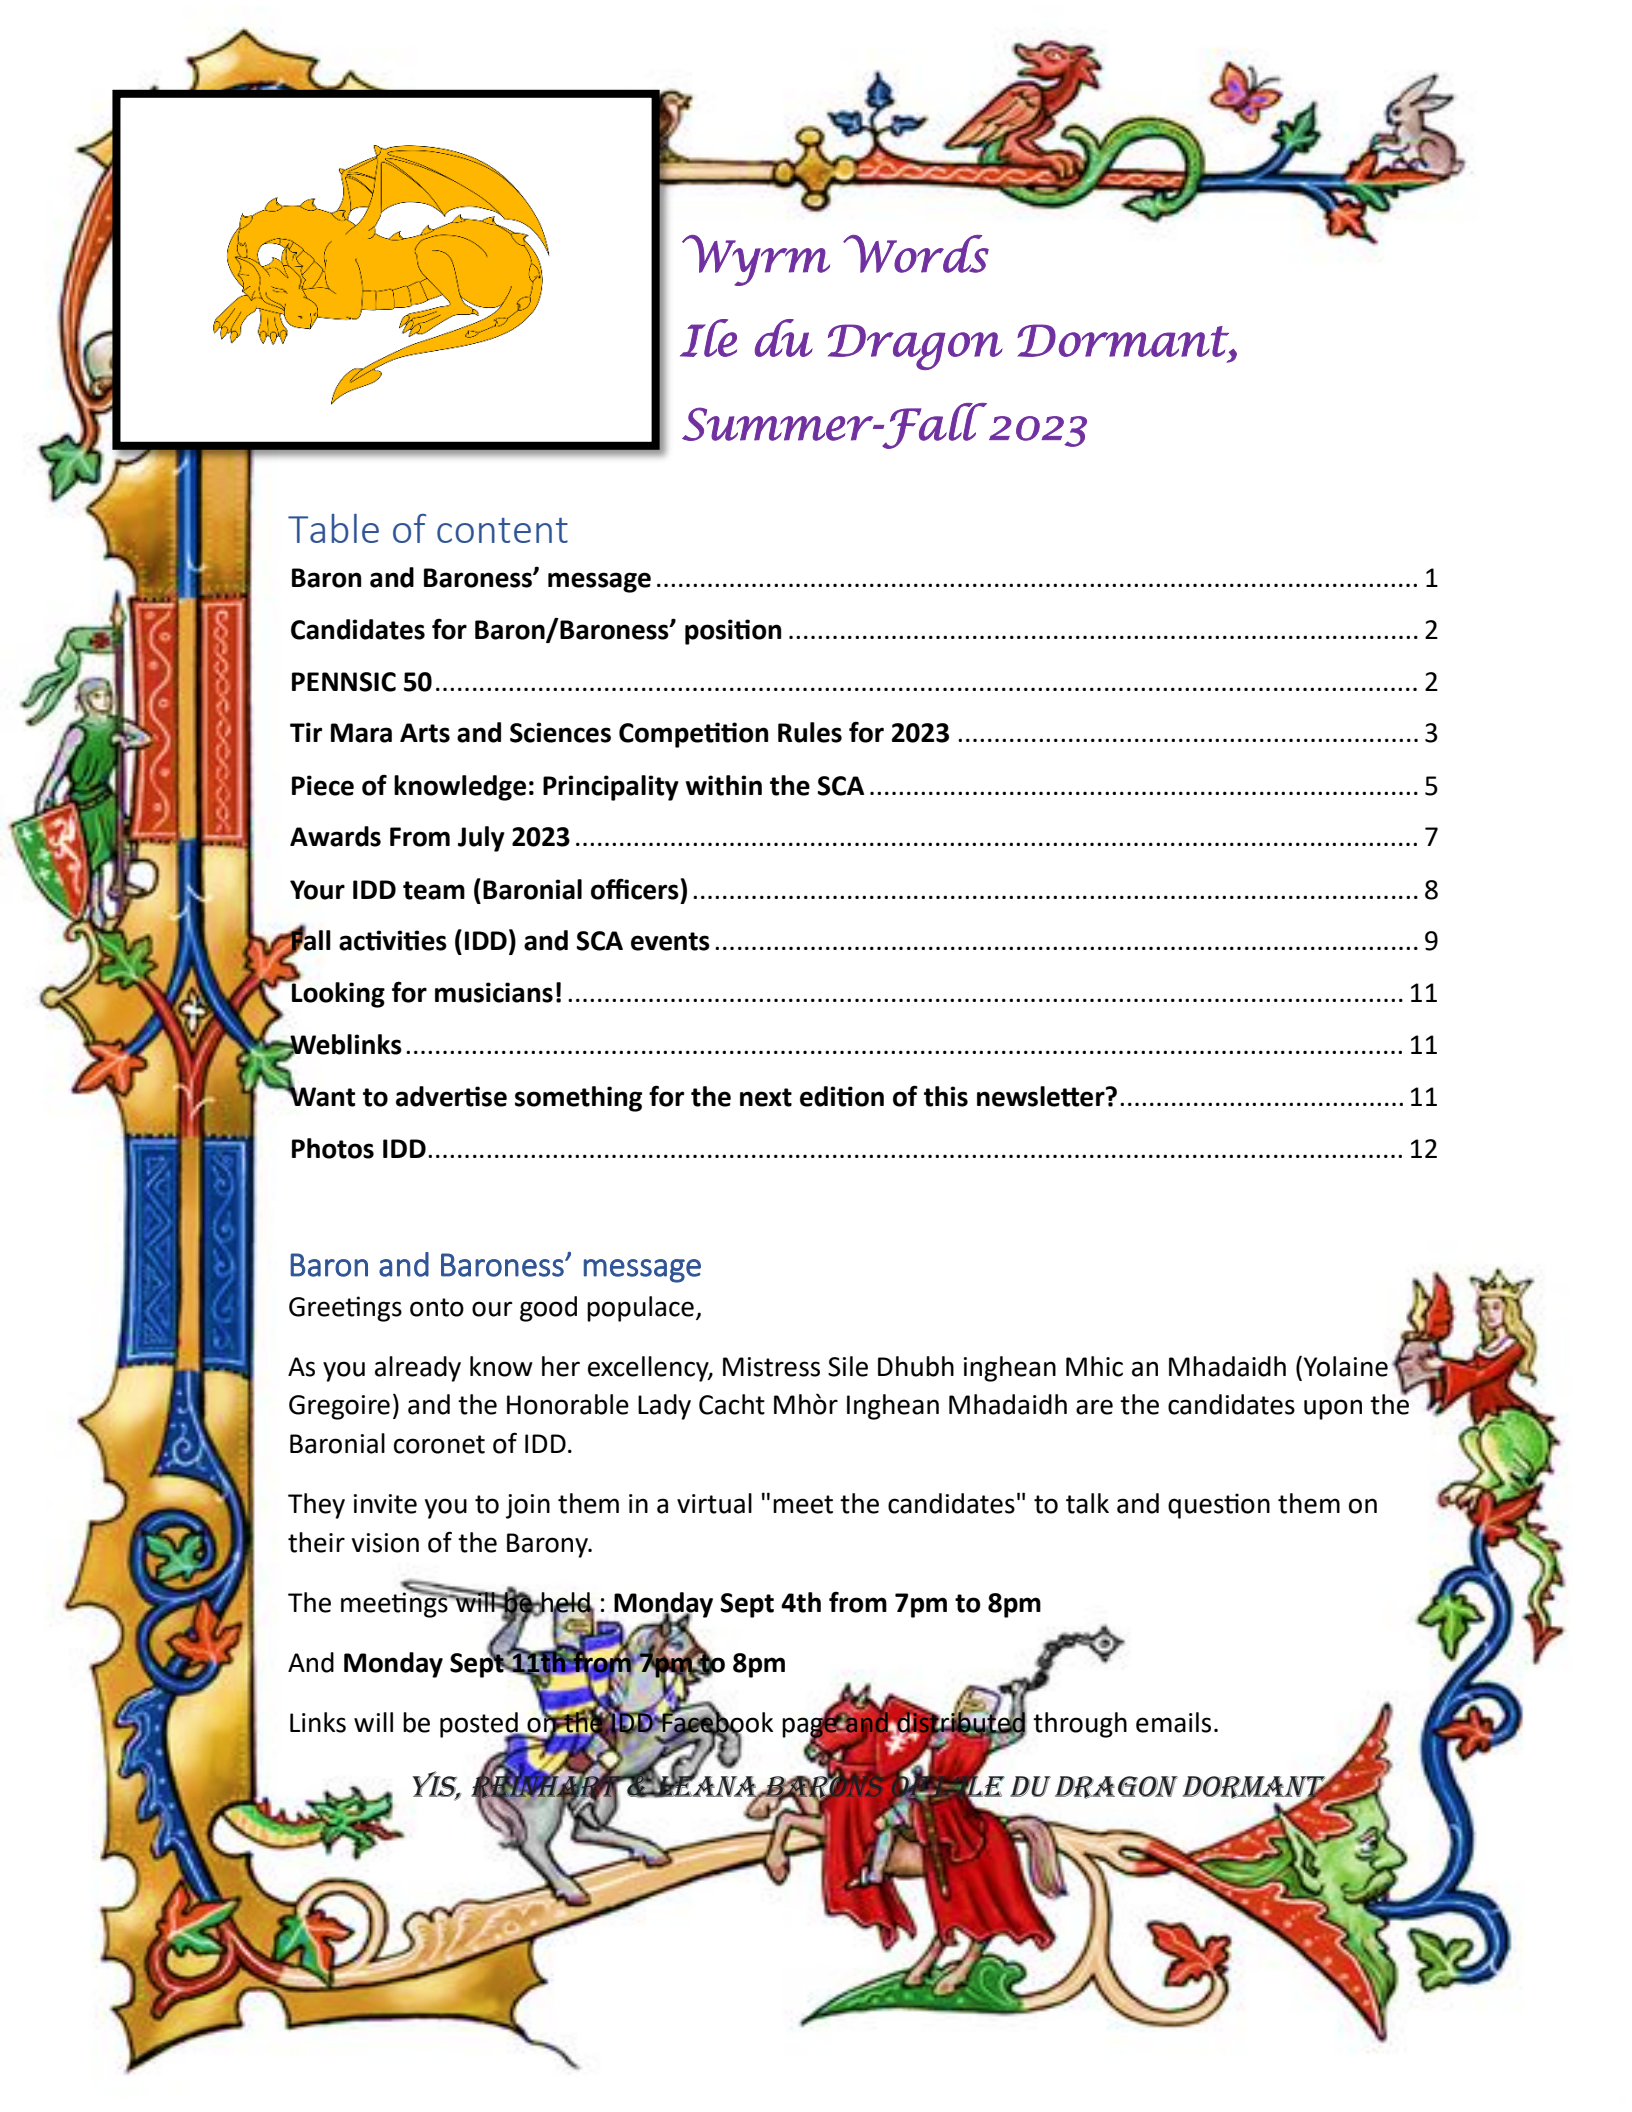 Wyrm Words
Ile du Dragon Dormant,
Summer-Fall 2023
Table of content
Baron and Baroness’ message 1
Candidates for Baron/Baroness’ position 2
PENNSIC 50 2
Tir Mara Arts and Sciences Competition Rules for 2023 3
Piece of knowledge: Principality within the SCA 5
Awards From July 2023 7
Your IDD team (Baronial officers) 8
Fall activities (IDD) and SCA events 9
Looking for musicians! 11
Weblinks 11
Want to advertise something for the next edition of this newsletter? 11
Photos IDD 12
Baron and Baroness’ message
Greetings onto our good populace,
As you already know her excellency, Mistress Sile Dhubh inghean Mhic an Mhadaidh (Yolaine
Gregoire) and the Honorable Lady Cacht Mhòr Inghean Mhadaidh are the candidates upon the
Baronial coronet of IDD.
They invite you to join them in a virtual "meet the candidates" to talk and question them on
their vision of the Barony.
The meetings will be held : Monday Sept 4th from 7pm to 8pm
And Monday Sept 11th from 7pm to 8pm
Links will be posted on the IDD Facebook page and distributed through emails.
YIS, REINHART & LEANA BARONS OF DU DRAGON DORMANT